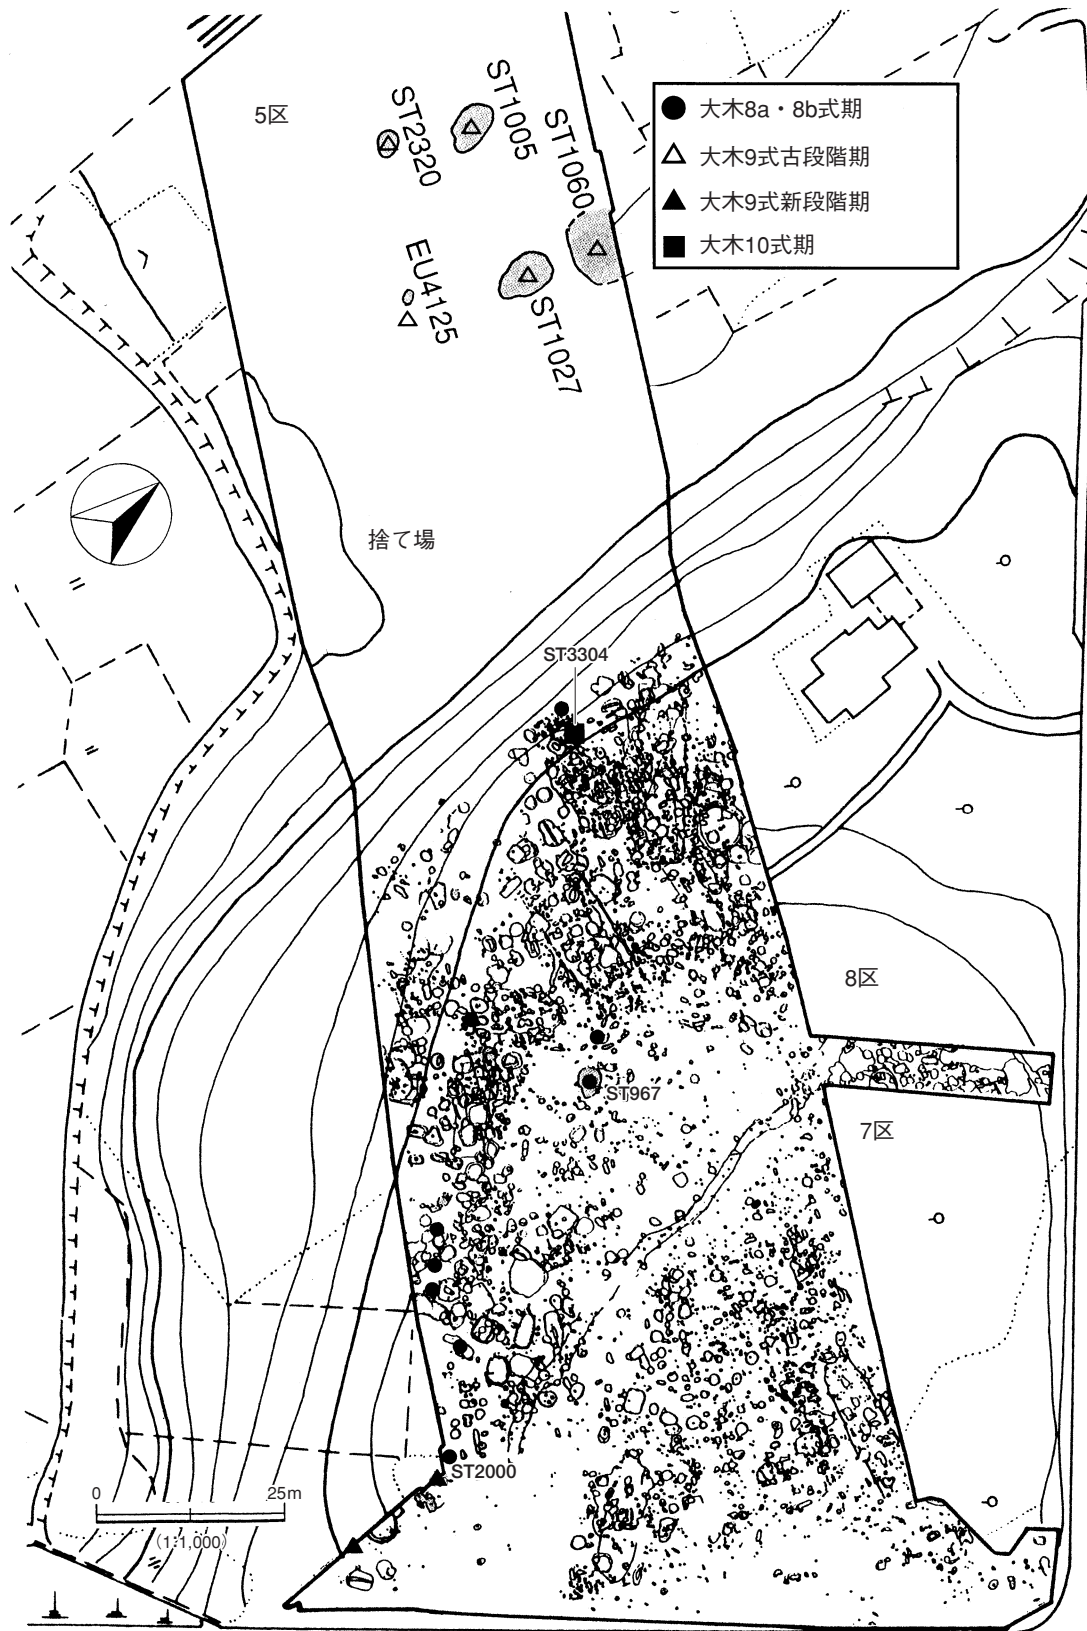 5区
ST2320
ST1005
ST1060
EU4125
ST1027
大木8a・8b式期
大木9式古段階期
大木9式新段階期
大木10式期
捨て場
ST3304
8区
ST967
7区
ST2000
0 25m
(1:1,000)